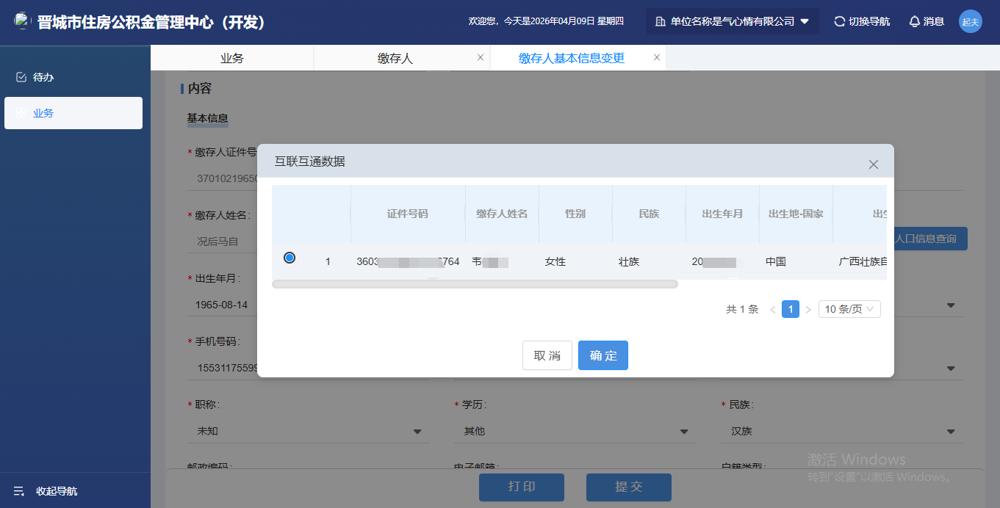 晋城市住房公积金管理中心（开发）
欢迎您，今天是2026年04月09日 星期四
单位名称是气心情有限公司
切换导航
消息
起夫
业务
缴存人
缴存人基本信息变更
待办
业务
内容
基本信息
* 缴存人证件号
3701021965
* 缴存人姓名：
况后马自
人口信息查询
* 出生年月：
1965-08-14
* 手机号码：
15531175599
互联互通数据
证件号码 缴存人姓名 性别 民族 出生年月 出生地-国家
1 3603 6764 韦 女性 壮族 20 中国 广西壮族自
共 1 条 < 1 > 10 条/页
取 消 确 定
* 职称： * 学历： * 民族：
未知 其他 汉族
邮政编码： 电子邮箱： 户籍类型：
激活 Windows
转到"设置"以激活 Windows。
收起导航
打 印 提 交